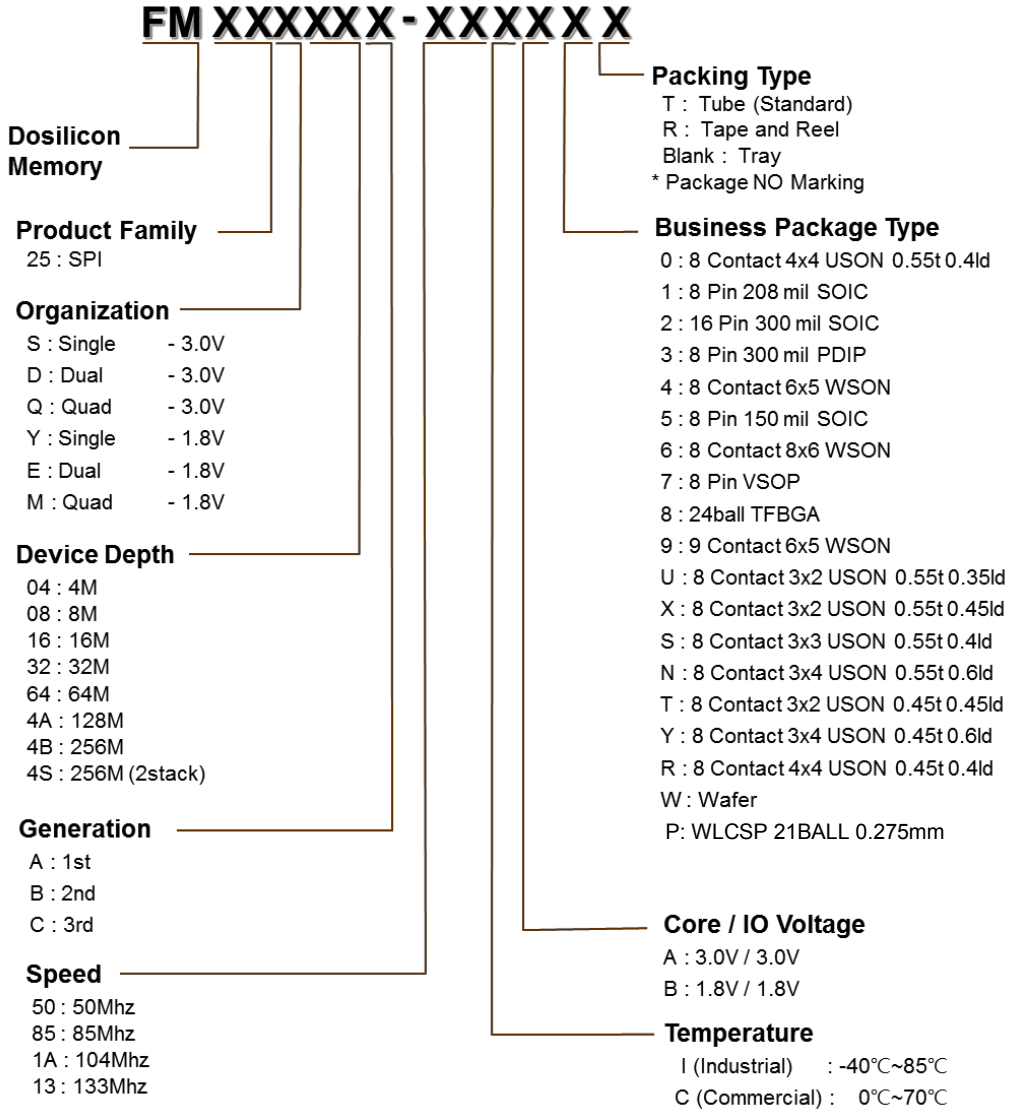 FM XXXXXX-XXXXX X
Dosilicon
Memory
Product Family
25 : SPI
Organization
S : Single - 3.0V
D : Dual - 3.0V
Q : Quad - 3.0V
Y : Single - 1.8V
E : Dual - 1.8V
M : Quad - 1.8V
Device Depth
04 : 4M
08 : 8M
16 : 16M
32 : 32M
64 : 64M
4A : 128M
4B : 256M
4S : 256M (2stack)
Generation
A : 1st
B : 2nd
C : 3rd
Speed
50 : 50Mhz
85 : 85Mhz
1A : 104Mhz
13 : 133Mhz
Packing Type
T : Tube (Standard)
R : Tape and Reel
Blank : Tray
* Package NO Marking
Business Package Type
0 : 8 Contact 4x4 USON 0.55t 0.4ld
1 : 8 Pin 208 mil SOIC
2 : 16 Pin 300 mil SOIC
3 : 8 Pin 300 mil PDIP
4 : 8 Contact 6x5 WSON
5 : 8 Pin 150 mil SOIC
6 : 8 Contact 8x6 WSON
7 : 8 Pin VSOP
8 : 24ball TFBGA
9 : 9 Contact 6x5 WSON
U : 8 Contact 3x2 USON 0.55t 0.35ld
X : 8 Contact 3x2 USON 0.55t 0.45ld
S : 8 Contact 3x3 USON 0.55t 0.4ld
N : 8 Contact 3x4 USON 0.55t 0.6ld
T : 8 Contact 3x2 USON 0.45t 0.45ld
Y : 8 Contact 3x4 USON 0.45t 0.6ld
R : 8 Contact 4x4 USON 0.45t 0.4ld
W : Wafer
P: WLCSP 21BALL 0.275mm
Core / IO Voltage
A : 3.0V / 3.0V
B : 1.8V / 1.8V
Temperature
I (Industrial) : -40℃~85℃
C (Commercial) : 0℃~70℃